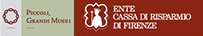 PICCOLI,
GRANDI MUSEI
ENTE
CASSA DI RISPARMIO
DI FIRENZE